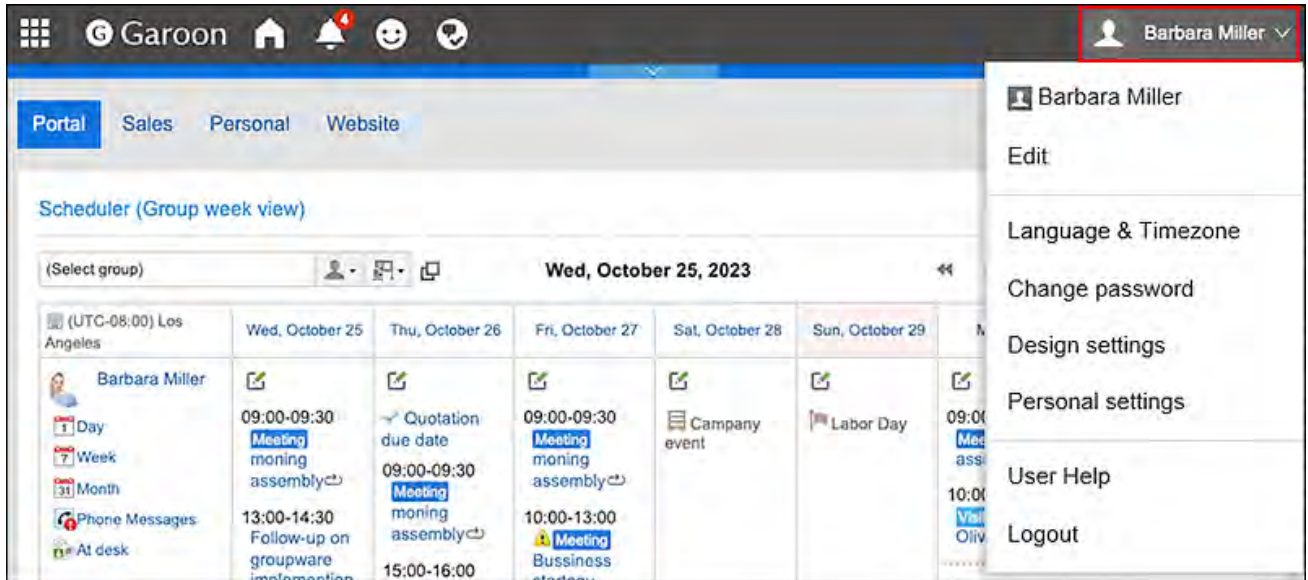 G Garoon 4 Barbara Miller
Barbara Miller
Edit
Language & Timezone
Change password
Design settings
Personal settings
User Help
Logout
Portal Sales Personal Website
Scheduler (Group week view)
(Select group) Wed, October 25, 2023
(UTC-08:00) Los
Angeles
Wed, October 25 Thu, October 26 Fri, October 27 Sat, October 28 Sun, October 29
Barbara Miller
1 Day
7 Week
31 Month
Phone Messages
At desk
09:00-09:30
Meeting
moning
assembly
13:00-14:30
Follow-up on
groupware
Quotation
due date
09:00-09:30
Meeting
moning
assembly
15:00-16:00
09:00-09:30
Meeting
moning
assembly
10:00-13:00
Meeting
Bussiness
Campany
event
Labor Day